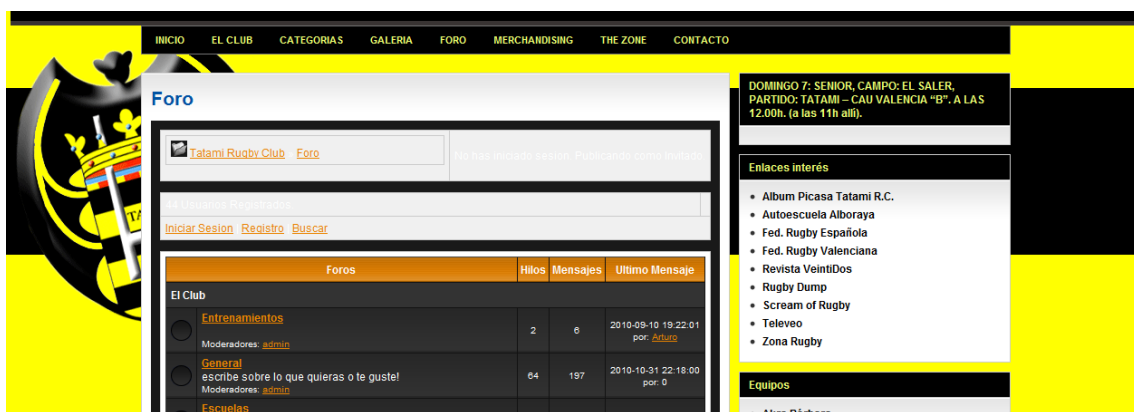 INICIO EL CLUB CATEGORIAS GALERIA FORO MERCHANDISING THE ZONE CONTACTO
Foro
Tatami Rugby Club Foro
No has iniciado sesion. Publicando como invitado
44 Usuarios Registrados
Iniciar Sesion Registro Buscar
Foros Hilos Mensajes Ultimo Mensaje
El Club
Entrenamientos
Moderadores: admin
2 6 2010-09-10 19:22:01
por: Arturo
General
escribe sobre lo que quieras o te guste!
Moderadores: admin
64 197 2010-10-31 22:18:00
por: 0
Escuelas
DOMINGO 7: SENIOR, CAMPO: EL SALER,
PARTIDO: TATAMI – CAU VALENCIA “B”. A LAS
12.00h. (a las 11h allí).
Enlaces interés
Album Picasa Tatami R.C.
Autoescuela Alboraya
Fed. Rugby Española
Fed. Rugby Valenciana
Revista VeintiDos
Rugby Dump
Scream of Rugby
Televeo
Zona Rugby
Equipos